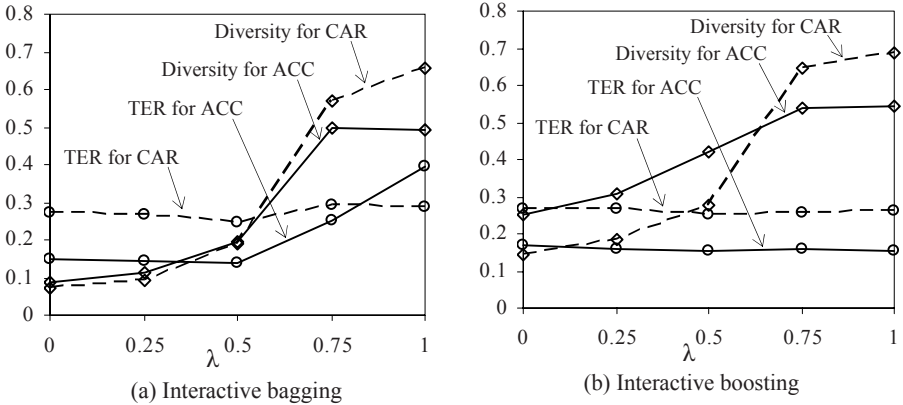 0.8
0.7
0.6
0.5
0.4
0.3
0.2
0.1
0
Diversity for CAR
Diversity for ACC
TER for ACC
TER for CAR
0 0.25 0.5 0.75 1
λ
(a) Interactive bagging
0.8
0.7
0.6
0.5
0.4
0.3
0.2
0.1
0
Diversity for CAR
Diversity for ACC
TER for ACC
TER for CAR
0 0.25 0.5 0.75 1
λ
(b) Interactive boosting